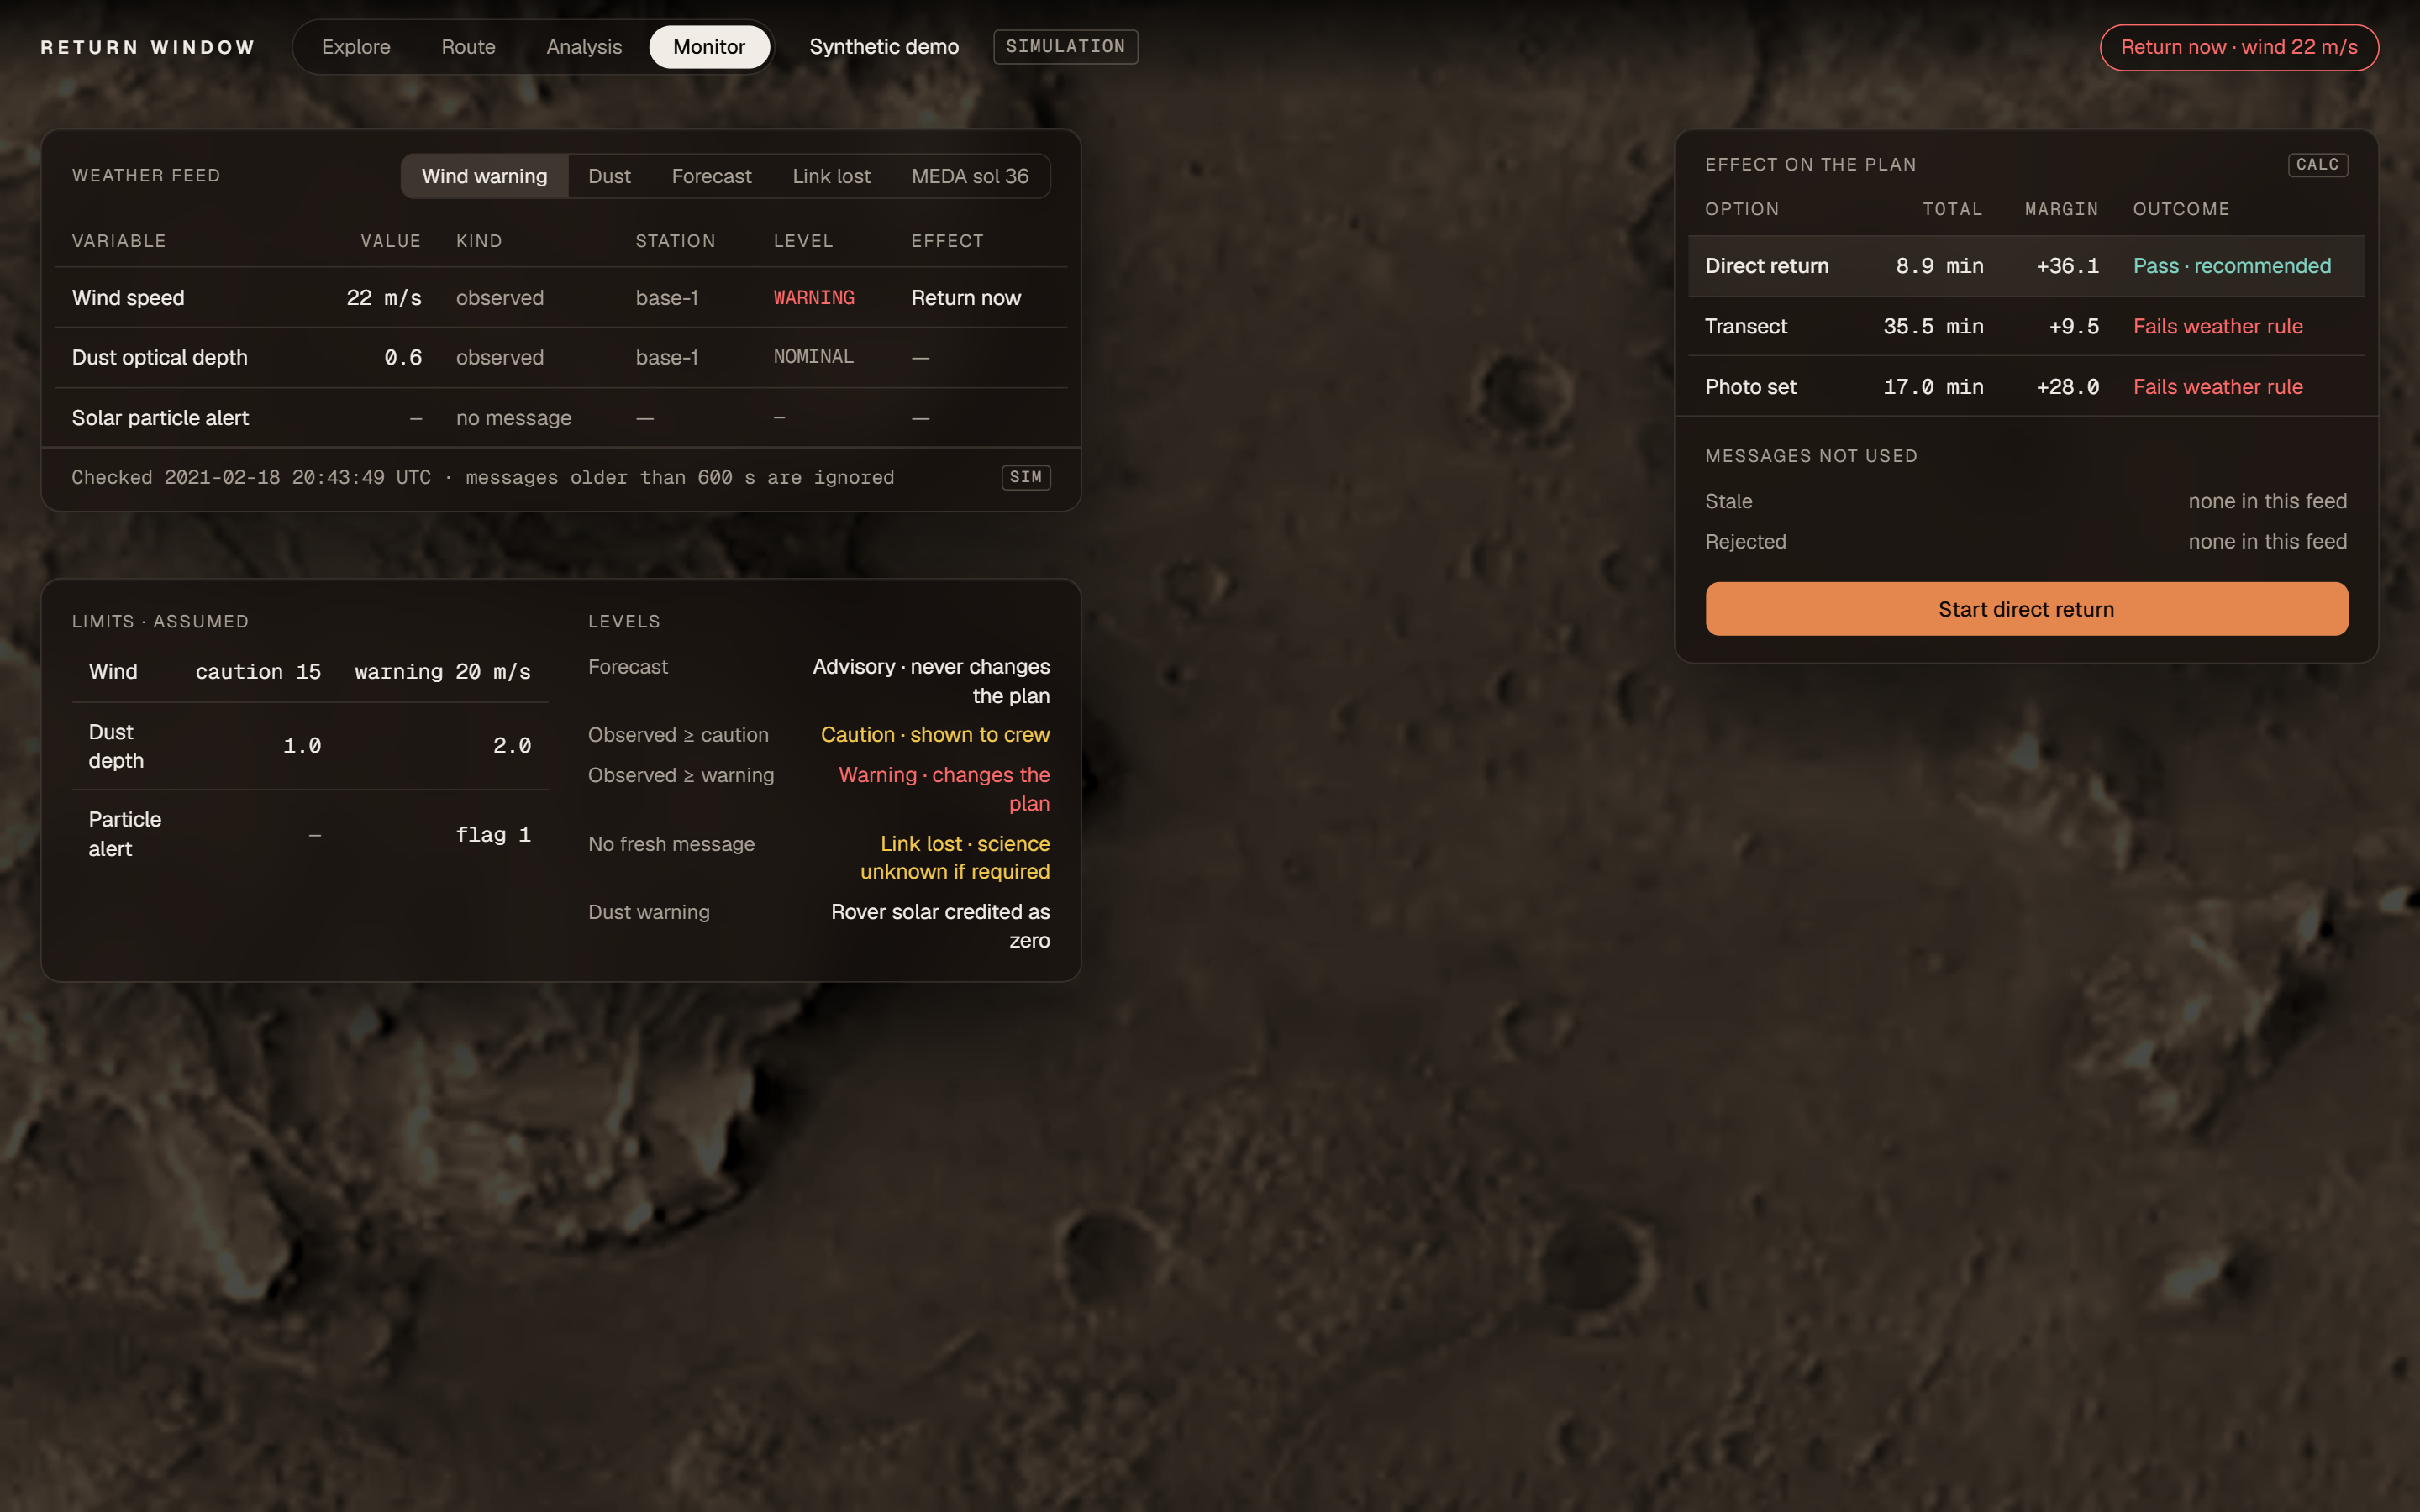 RETURN WINDOW Explore Route Analysis Monitor Synthetic demo SIMULATION Return now · wind 22 m/s
WEATHER FEED Wind warning Dust Forecast Link lost MEDA sol 36
VARIABLE VALUE KIND STATION LEVEL EFFECT
Wind speed 22 m/s observed base-1 WARNING Return now
Dust optical depth 0.6 observed base-1 NOMINAL —
Solar particle alert – no message — – —
Checked 2021-02-18 20:43:49 UTC · messages older than 600 s are ignored SIM
LIMITS · ASSUMED
Wind caution 15 warning 20 m/s
Dust
depth 1.0 2.0
Particle
alert – flag 1
LEVELS
Forecast Advisory · never changes
the plan
Observed ≥ caution Caution · shown to crew
Observed ≥ warning Warning · changes the
plan
No fresh message Link lost · science
unknown if required
Dust warning Rover solar credited as
zero
EFFECT ON THE PLAN CALC
OPTION TOTAL MARGIN OUTCOME
Direct return 8.9 min +36.1 Pass · recommended
Transect 35.5 min +9.5 Fails weather rule
Photo set 17.0 min +28.0 Fails weather rule
MESSAGES NOT USED
Stale none in this feed
Rejected none in this feed
Start direct return